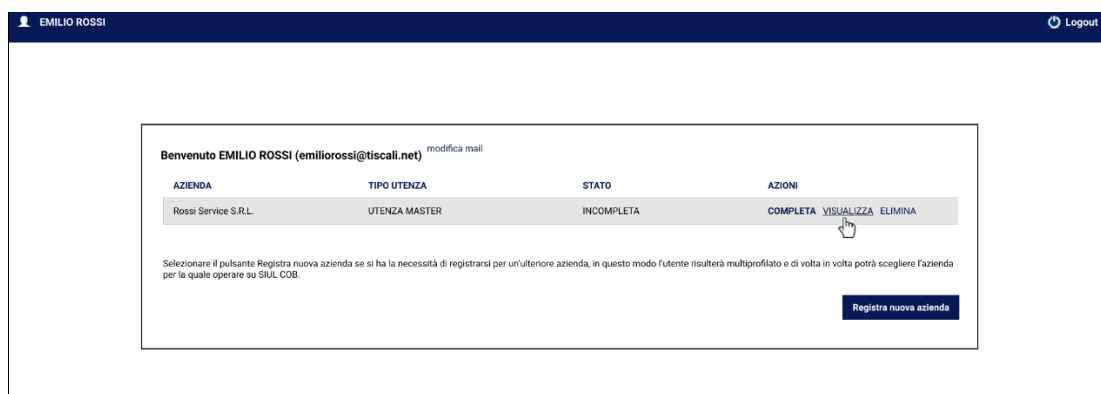 EMILIO ROSSI Logout
Benvenuto EMILIO ROSSI (emiliorossi@tiscali.net) modifica mail
AZIENDA TIPO UTENZA STATO AZIONI
Rossi Service S.R.L. UTENZA MASTER INCOMPLETA COMPLETA VISUALIZZA ELIMINA
Selezionare il pulsante Registra nuova azienda se si ha la necessità di registrarsi per un'ulteriore azienda, in questo modo l'utente risulterà multiprofilato e di volta in volta potrà scegliere l'azienda
per la quale operare su SIUL COB.
Registra nuova azienda